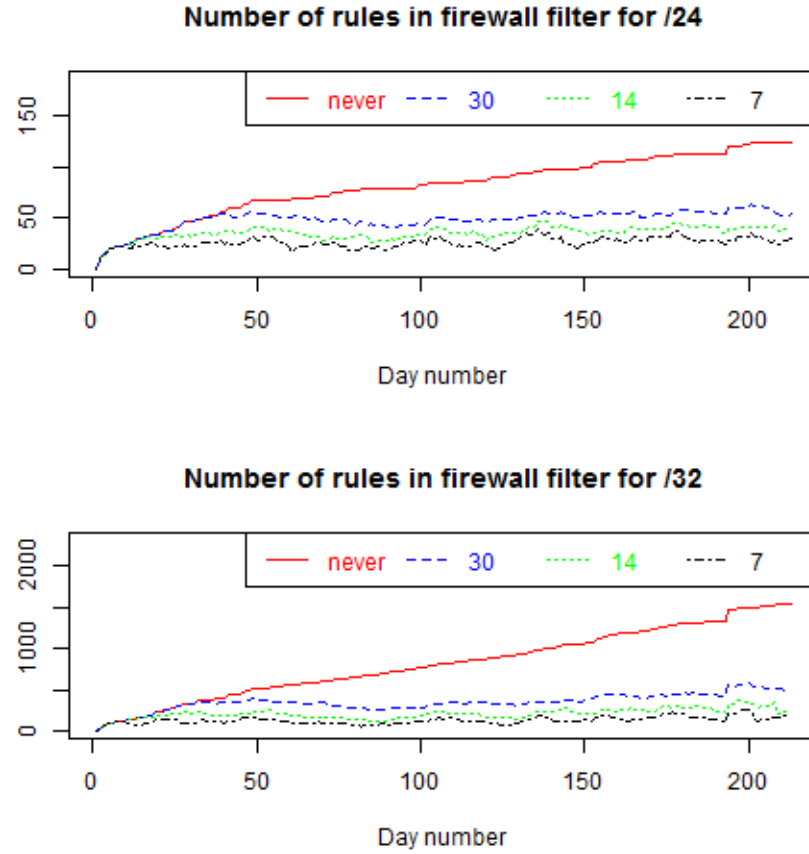 Number of rules in firewall filter for /24
never 30 14 7
150
50
0
0 50 100 150 200
Day number
Number of rules in firewall filter for /32
never 30 14 7
2000
1000
0
0 50 100 150 200
Day number